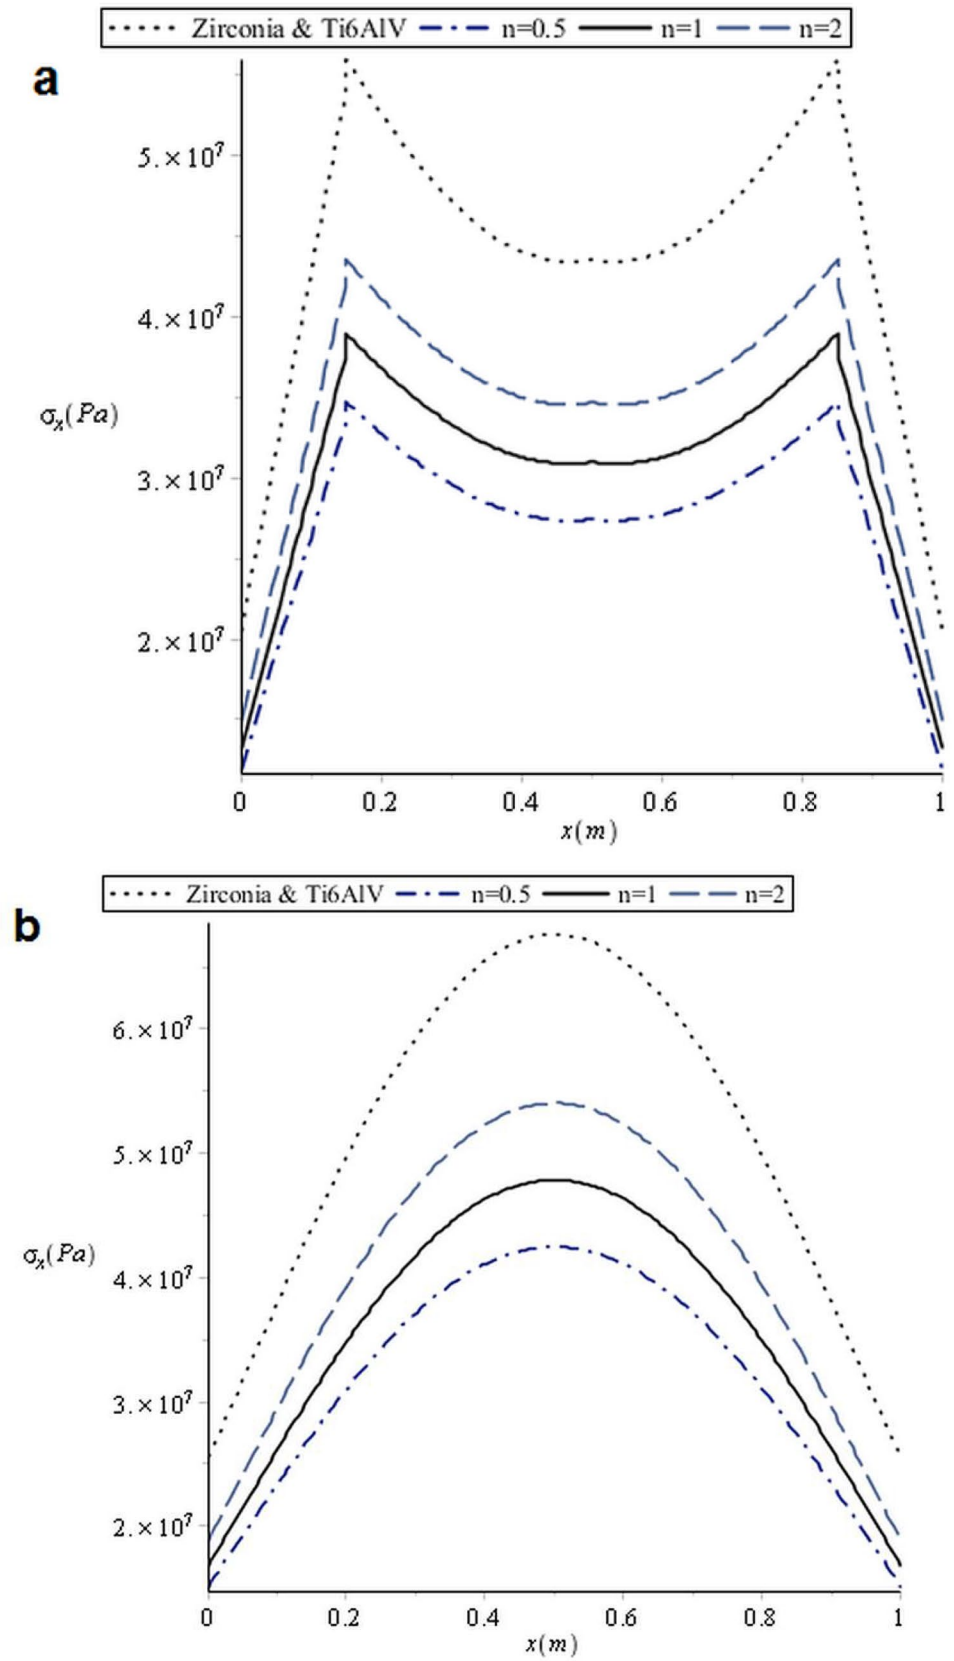 Zirconia & Ti6AlV n=0.5 n=1 n=2
a
5.×10⁷
4.×10⁷
σₓ(Pa)
3.×10⁷
2.×10⁷
0 0.2 0.4 0.6 0.8 1
x(m)
Zirconia & Ti6AlV n=0.5 n=1 n=2
b
6.×10⁷
5.×10⁷
σₓ(Pa)
4.×10⁷
3.×10⁷
2.×10⁷
0 0.2 0.4 0.6 0.8 1
x(m)